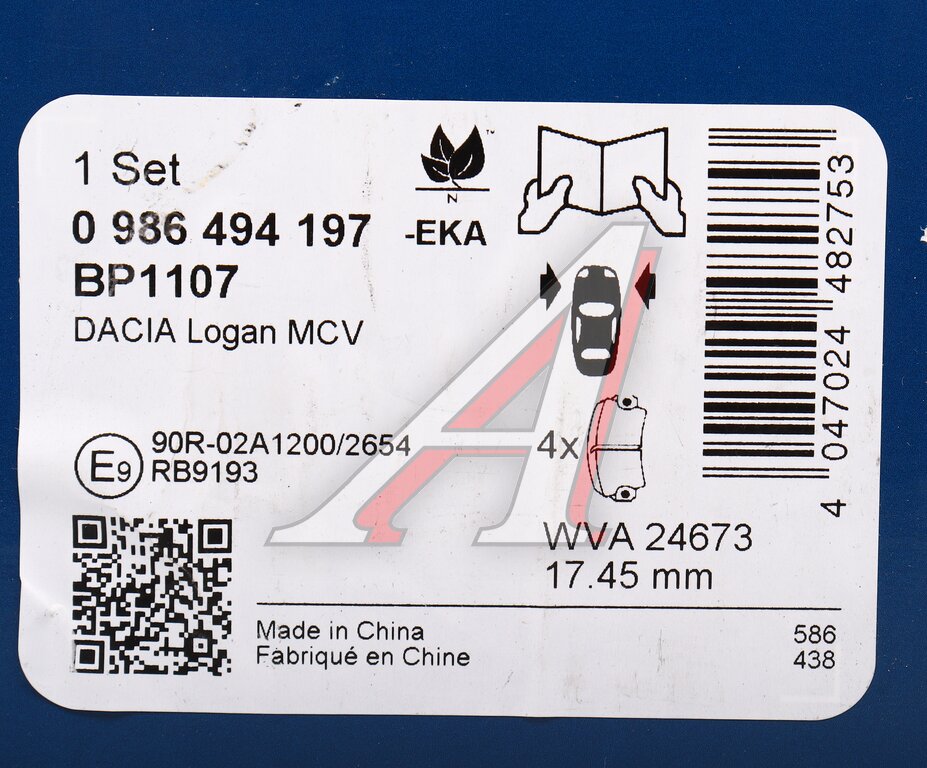 1 Set
0 986 494 197 -EKA
BP1107
DACIA Logan MCV
N
E9 90R-02A1200/2654
RB9193
4x
WVA 24673
17.45 mm
Made in China
Fabriqué en Chine
586
438
4 047024 482753